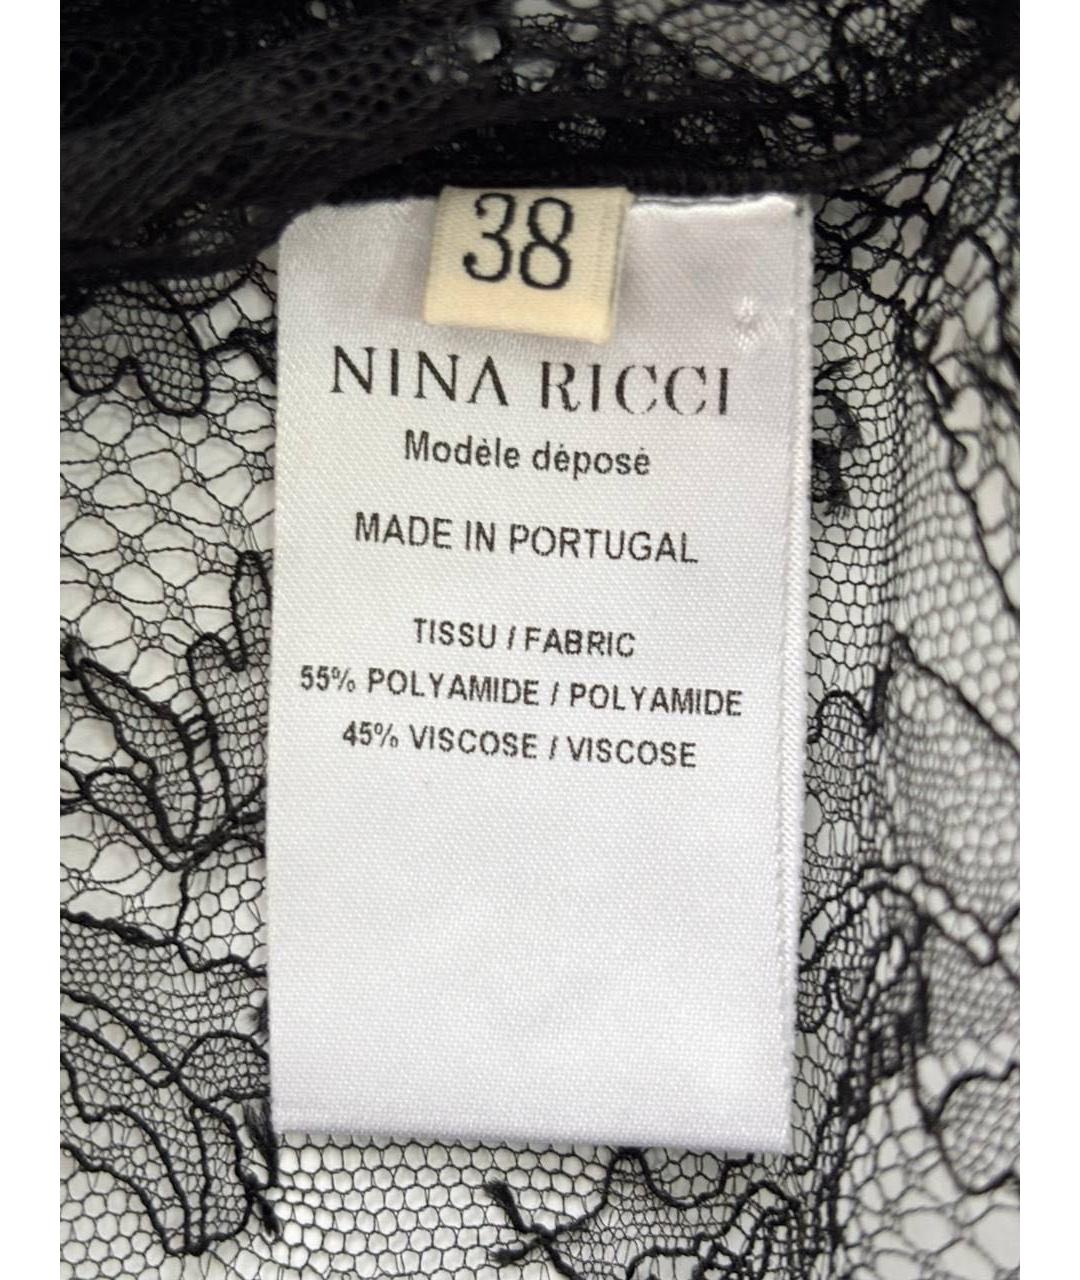 38
NINA RICCI
Modèle déposé
MADE IN PORTUGAL
TISSU / FABRIC
55% POLYAMIDE / POLYAMIDE
45% VISCOSE / VISCOSE